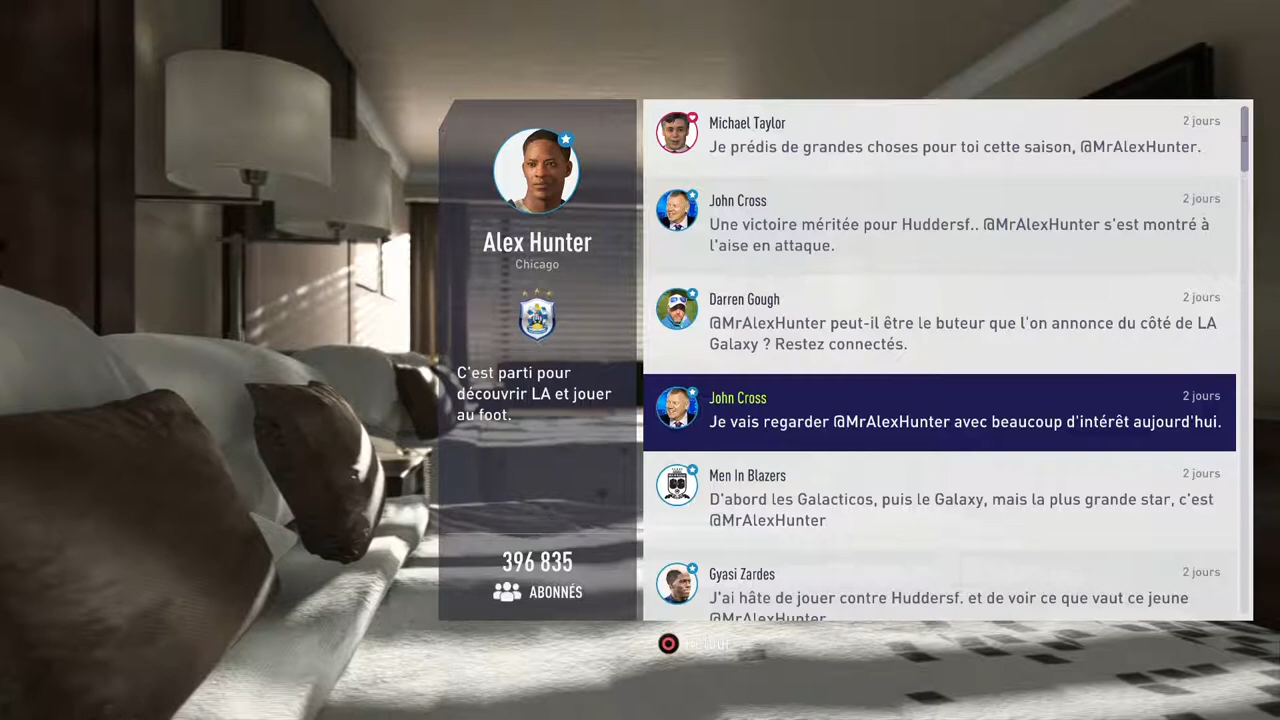 Alex Hunter
Chicago
C'est parti pour
découvrir LA et jouer
au foot.
396 835
ABONNÉS
Michael Taylor
2 jours
Je prédis de grandes choses pour toi cette saison, @MrAlexHunter.
John Cross
2 jours
Une victoire méritée pour Huddersf.. @MrAlexHunter s'est montré à
l'aise en attaque.
Darren Gough
2 jours
@MrAlexHunter peut-il être le buteur que l'on annonce du côté de LA
Galaxy ? Restez connectés.
John Cross
2 jours
Je vais regarder @MrAlexHunter avec beaucoup d'intérêt aujourd'hui.
Men In Blazers
2 jours
D'abord les Galacticos, puis le Galaxy, mais la plus grande star, c'est
@MrAlexHunter
Gyasi Zardes
2 jours
J'ai hâte de jouer contre Huddersf. et de voir ce que vaut ce jeune
@MrAlexHunter
Retour